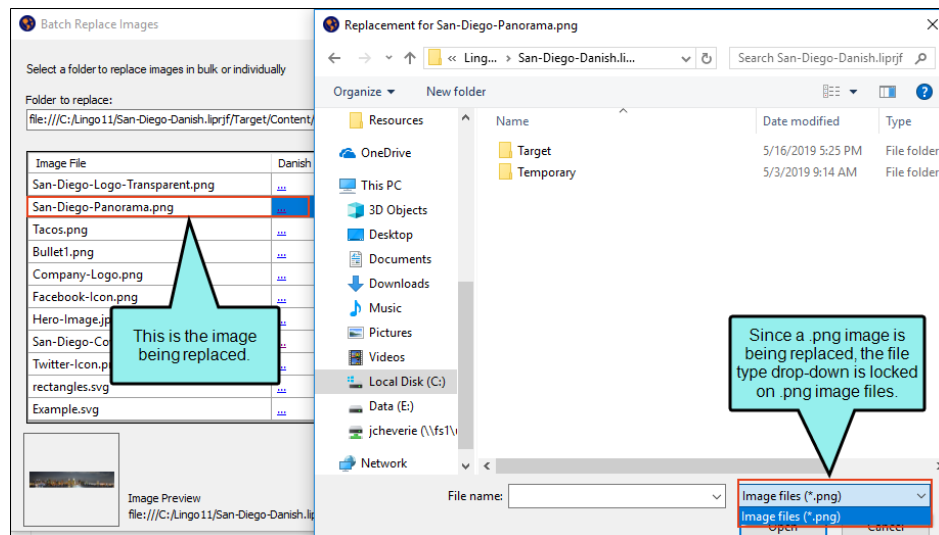 Batch Replace Images
Select a folder to replace images in bulk or individually
Folder to replace:
file:///C:/Lingo11/San-Diego-Danish.liprjf/Target/Content/
Image File Danish
San-Diego-Logo-Transparent.png ...
San-Diego-Panorama.png ...
Tacos.png ...
Bullet1.png ...
Company-Logo.png ...
Facebook-Icon.png ...
Hero-Image.jp
San-Diego-Co
Twitter-Icon.p
rectangles.svg ...
Example.svg ...
This is the image
being replaced.
Image Preview
file:///C:/Lingo11/San-Diego-Danish.lip
Replacement for San-Diego-Panorama.png
« Ling... › San-Diego-Danish.li...
Search San-Diego-Danish.liprjf
Organize
New folder
Resources
OneDrive
This PC
3D Objects
Desktop
Documents
Downloads
Music
Pictures
Videos
Local Disk (C:)
Data (E:)
jcheverie (\\fs1\
Network
Name Date modified Type
Target 5/16/2019 5:25 PM File folder
Temporary 5/3/2019 9:14 AM File folder
Since a .png image is
being replaced, the file
type drop-down is locked
on .png image files.
File name:
Image files (*.png)
Image files (*.png)
Open Cancel